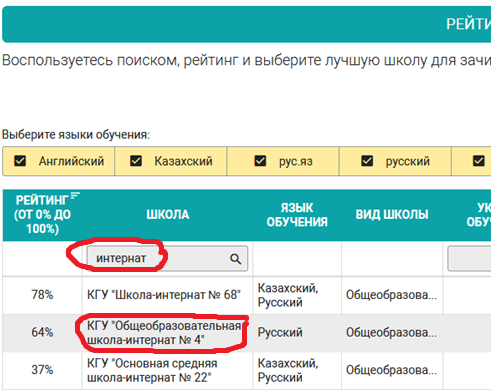 РЕЙТИ
Воспользуетесь поиском, рейтинг и выберите лучшую школу для зачи
Выберите языки обучения:
Английский Казахский рус.яз русский
РЕЙТИНГ (ОТ 0% ДО 100%) ШКОЛА ЯЗЫК ОБУЧЕНИЯ ВИД ШКОЛЫ УК ОБУЧ
интернат
78% КГУ "Школа-интернат № 68" Казахский, Русский Общеобразова...
64% КГУ "Общеобразовательная школа-интернат № 4" Русский Общеобразова...
37% КГУ "Основная средняя школа-интернат № 22" Казахский, Русский Общеобразова...